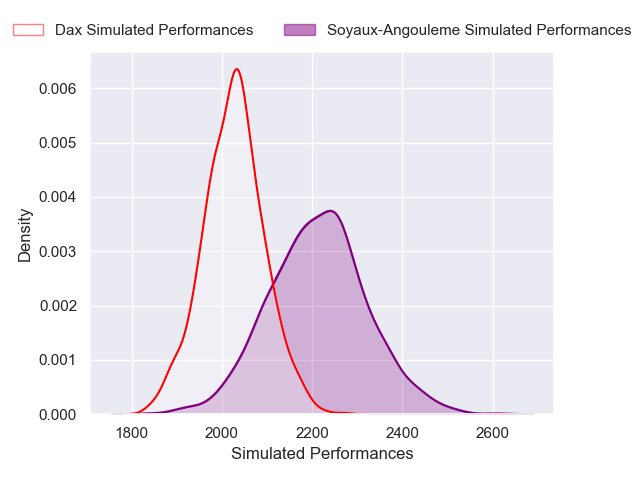 Dax Simulated Performances
Soyaux-Angouleme Simulated Performances
0.006
0.005
0.004
0.003
0.002
0.001
0.000
Density
1800 2000 2200 2400 2600
Simulated Performances